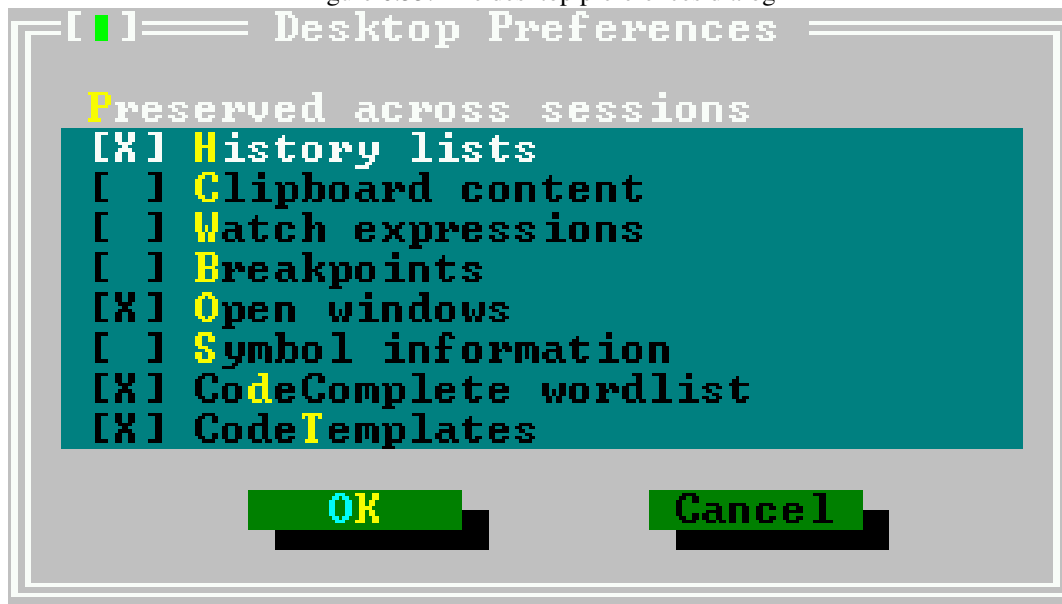 [■] Desktop Preferences
Preserved across sessions
[X] History lists
[ ] Clipboard content
[ ] Watch expressions
[ ] Breakpoints
[X] Open windows
[ ] Symbol information
[X] CodeComplete wordlist
[X] CodeTemplates
OK Cancel